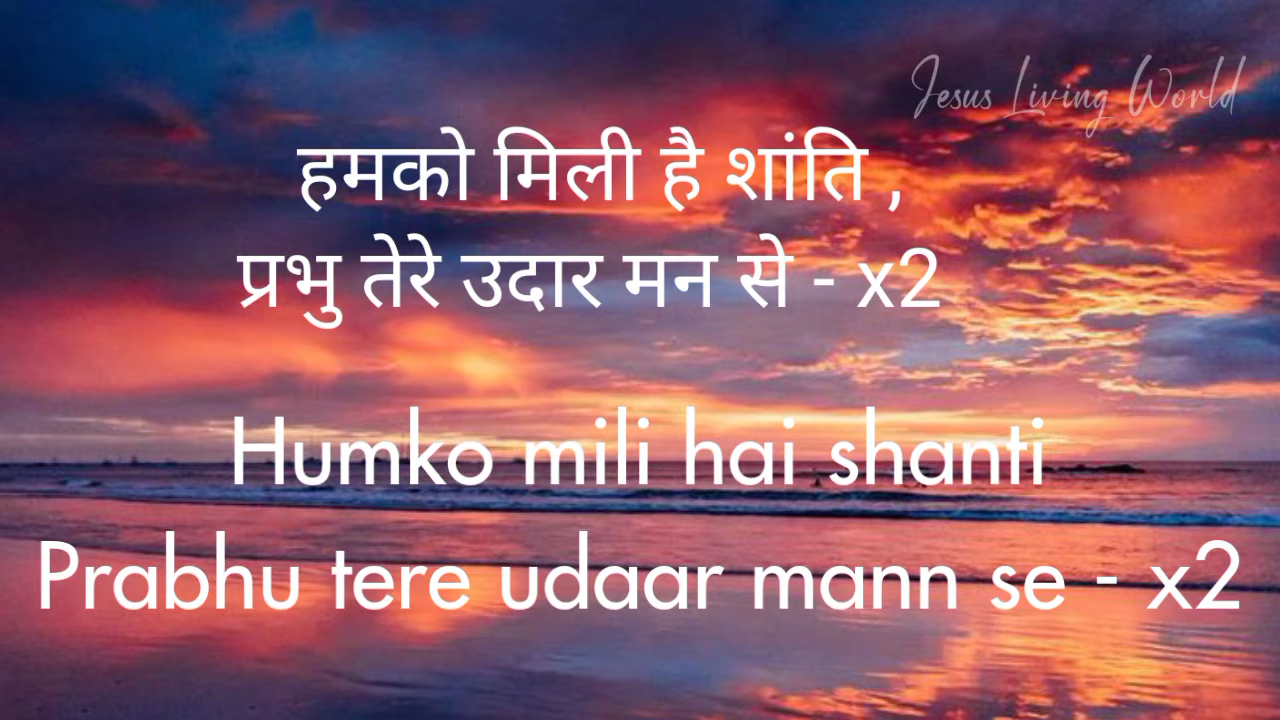 Jesus Living World
हमको मिली है शांति ,
प्रभु तेरे उदार मन से - x2
Humko mili hai shanti
Prabhu tere udaar mann se - x2